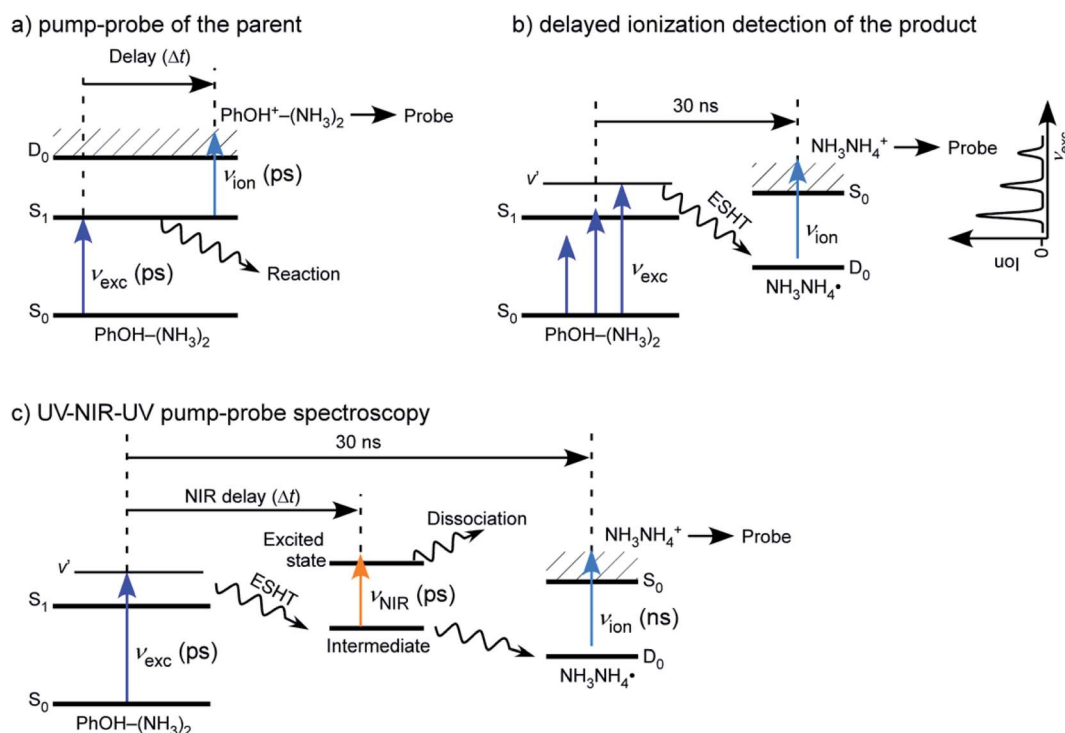 a) pump-probe of the parent
Delay (Δt)
PhOH⁺–(NH₃)₂ Probe
D₀
ν_ion (ps)
S₁
ν_exc (ps)
Reaction
S₀
PhOH–(NH₃)₂
b) delayed ionization detection of the product
30 ns
NH₃NH₄⁺ Probe
v'
S₁
ESHT
S₀
ν_ion
ν_exc
D₀
NH₃NH₄•
S₀
PhOH–(NH₃)₂
ν_exc
Ion
0
c) UV-NIR-UV pump-probe spectroscopy
30 ns
NIR delay (Δt)
Dissociation
Excited
state
NH₃NH₄⁺ Probe
v'
ESHT
S₁
ν_NIR (ps)
S₀
Intermediate
ν_ion (ns)
ν_exc (ps)
D₀
NH₃NH₄•
S₀
PhOH–(NH₃)₂